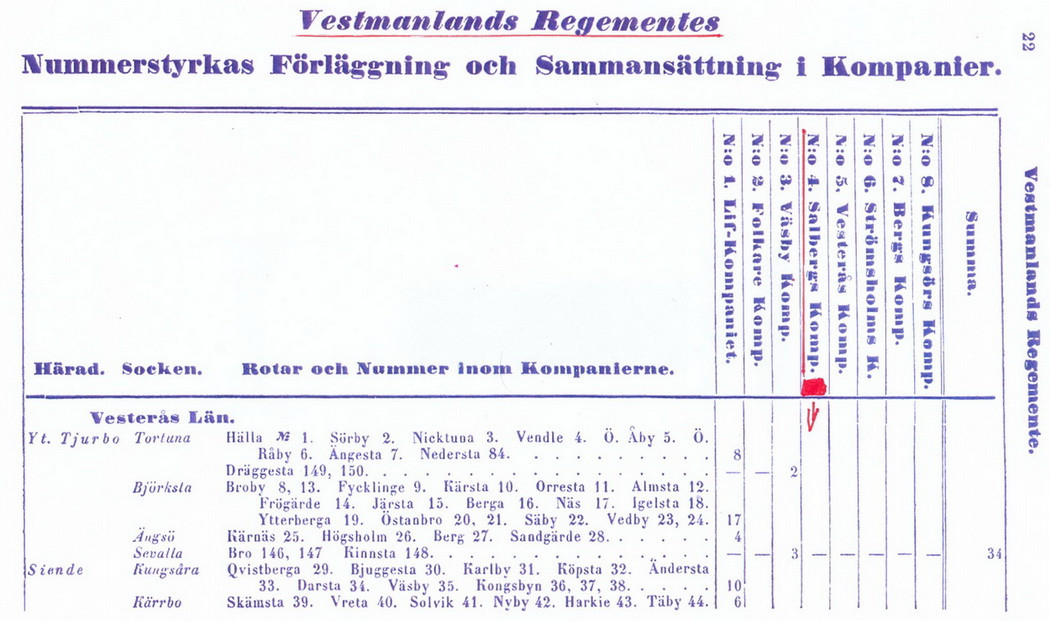 Vestmanlands Regementes
22
Nummerstyrkas Förläggning och Sammansättning i Kompanier.
Vestmanlands Regemente.
Härad. Socken. Rotar och Nummer inom Kompanierne.
N:o 1. Lif-Kompaniet.
N:o 2. Folkare Komp.
N:o 3. Väsby Komp.
N:o 4. Salbergs Komp.
N:o 5. Vesterås Komp.
N:o 6. Strömsholms K.
N:o 7. Bergs Komp.
N:o 8. Kungsörs Komp.
Summa.
Vesterås Län.
Yt. Tjurbo Tortuna Hälla № 1. Sörby 2. Nicktuna 3. Vendle 4. Ö. Åby 5. Ö.
Råby 6. Ängesta 7. Nedersta 84. . . . . . . . . . 8
Dräggesta 149, 150. . . . . . . . . . . . . . . . — — 2
Björksta Broby 8, 13. Fycklinge 9. Kärsta 10. Orresta 11. Almsta 12.
Frögärde 14. Järsta 15. Berga 16. Näs 17. Igelsta 18.
Ytterberga 19. Östanbro 20, 21. Säby 22. Vedby 23, 24. 17
Ängsö Kärnäs 25. Högsholm 26. Berg 27. Sandgärde 28. . . . . . 4
Sevalla Bro 146, 147 Kinnsta 148. . . . . . . . . . . . . — — 3 — — — — — 34
Siende Kungsåra Qvistberga 29. Bjuggesta 30. Karlby 31. Köpsta 32. Ändersta
33. Darsta 34. Väsby 35. Kongsbyn 36, 37, 38. . . . . 10
Kärrbo Skämsta 39. Vreta 40. Solvik 41. Nyby 42. Harkie 43. Täby 44. 6